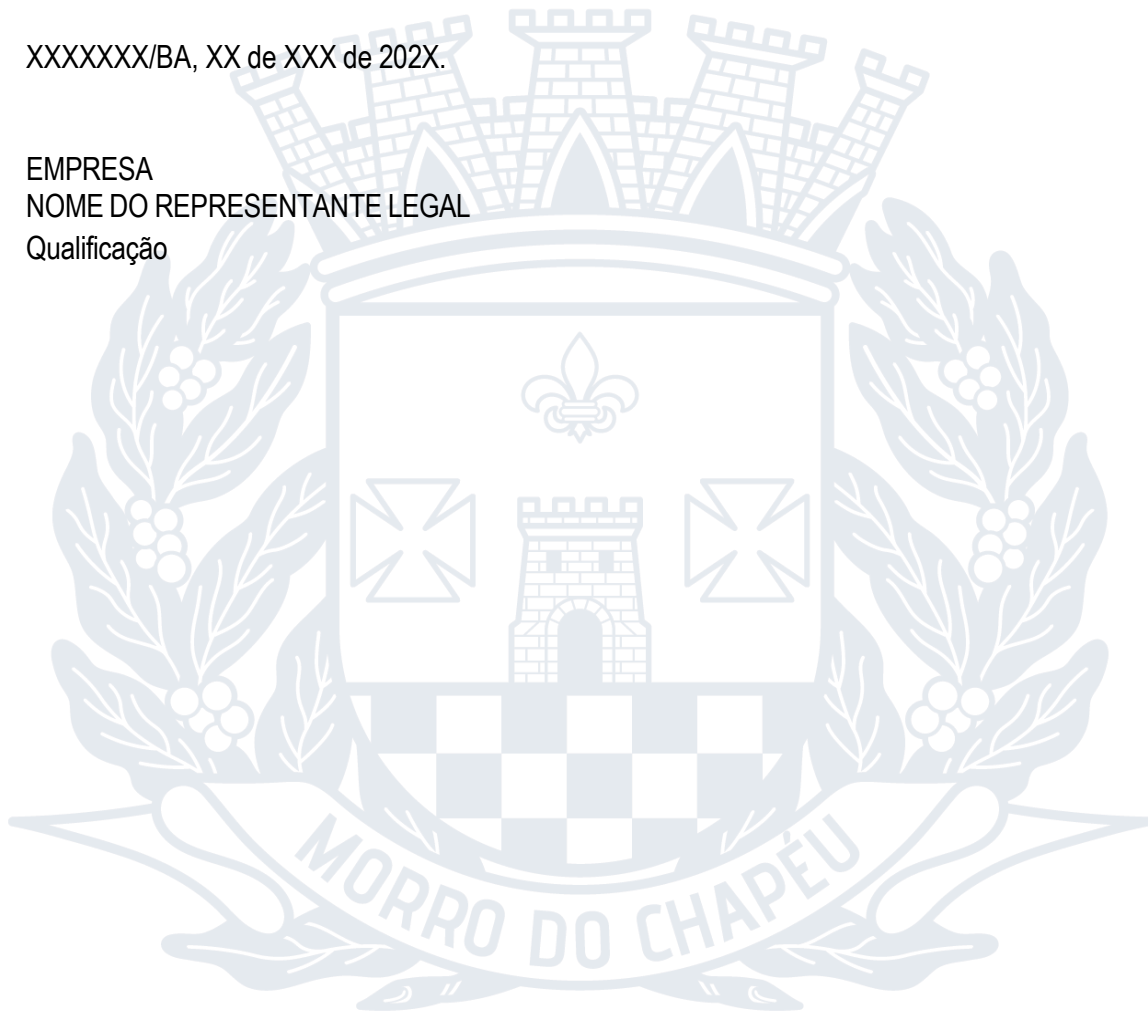 XXXXXXX/BA, XX de XXX de 202X.
EMPRESA
NOME DO REPRESENTANTE LEGAL
Qualificação
MORRO DO CHAPÉU